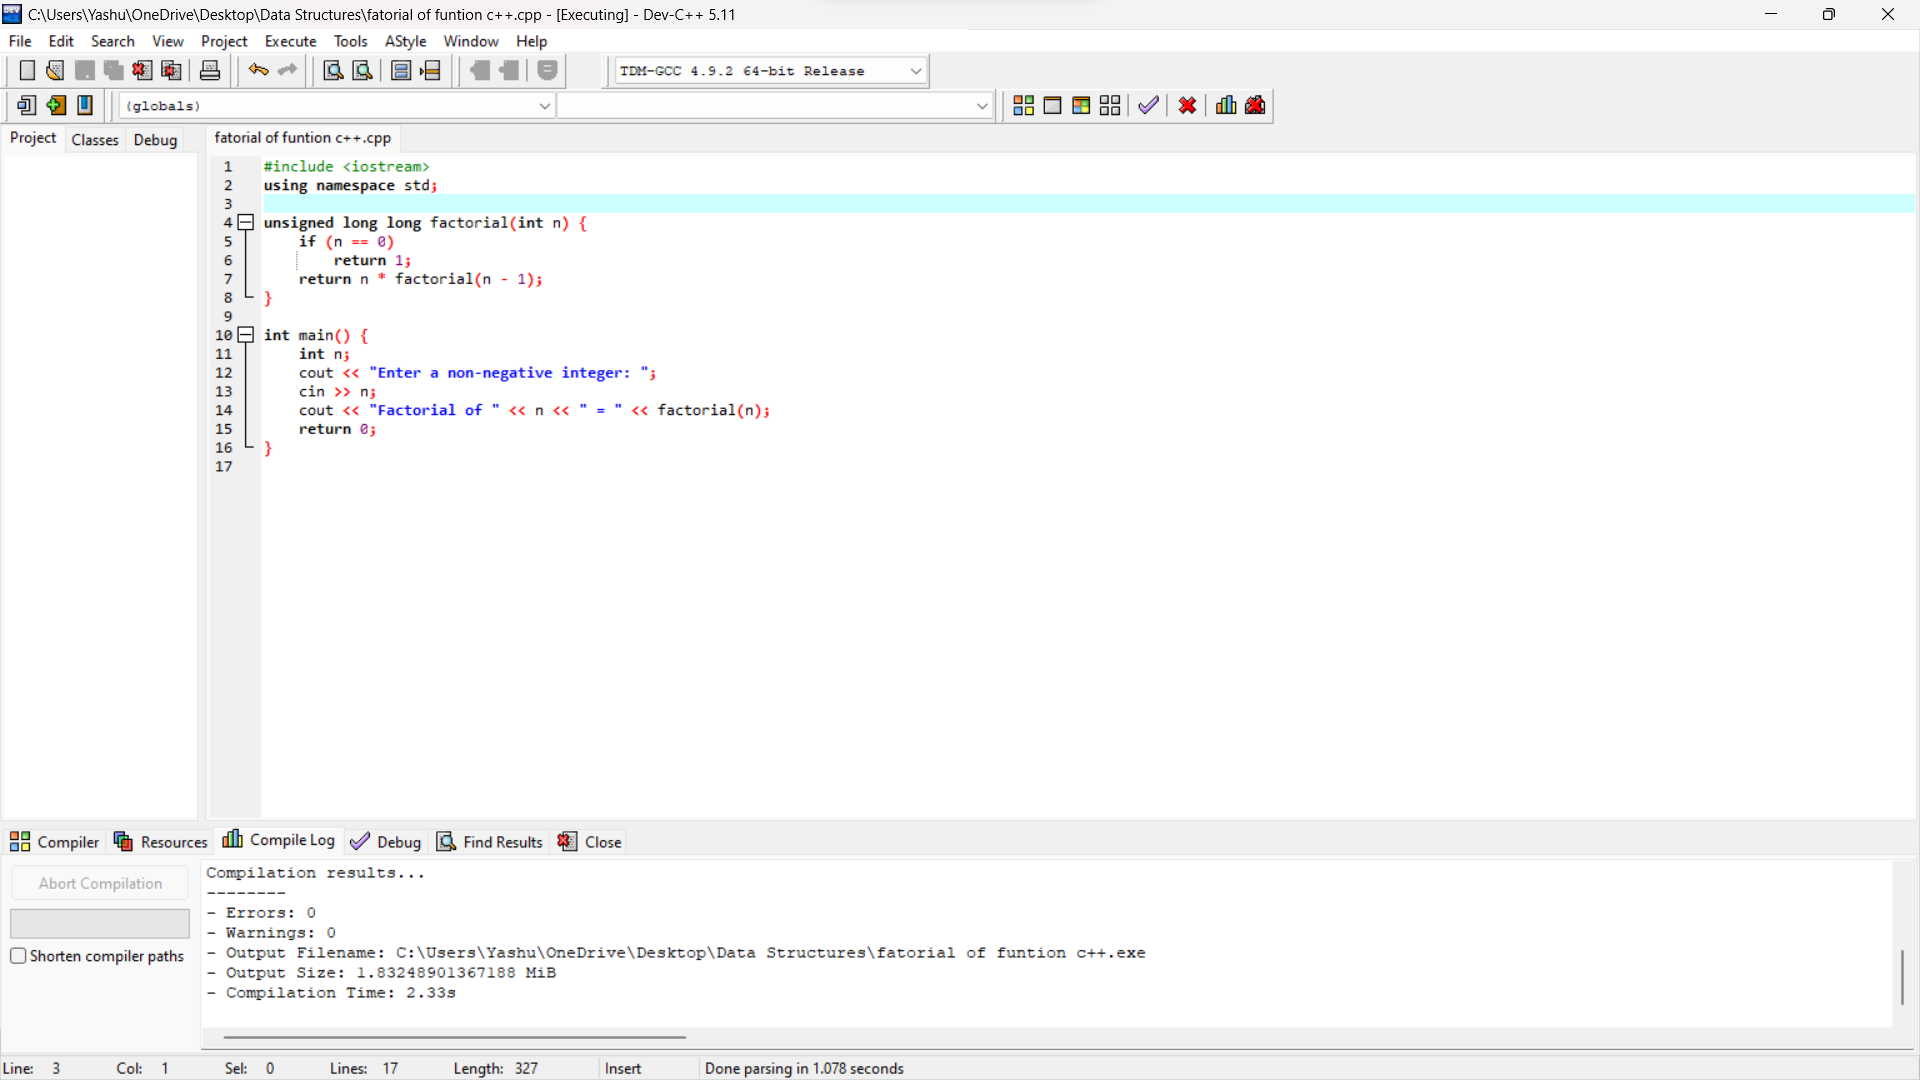 C:\Users\Yashu\OneDrive\Desktop\Data Structures\fatorial of funtion c++.cpp - [Executing] - Dev-C++ 5.11
File Edit Search View Project Execute Tools AStyle Window Help
TDM-GCC 4.9.2 64-bit Release
(globals)
Project Classes Debug
fatorial of funtion c++.cpp
1 #include <iostream>
2 using namespace std;
3
4 unsigned long long factorial(int n) {
5 if (n == 0)
6 return 1;
7 return n * factorial(n - 1);
8 }
9
10 int main() {
11 int n;
12 cout << "Enter a non-negative integer: ";
13 cin >> n;
14 cout << "Factorial of " << n << " = " << factorial(n);
15 return 0;
16 }
17
Compiler Resources Compile Log Debug Find Results Close
Abort Compilation
Shorten compiler paths
Compilation results...
--------
- Errors: 0
- Warnings: 0
- Output Filename: C:\Users\Yashu\OneDrive\Desktop\Data Structures\fatorial of funtion c++.exe
- Output Size: 1.83248901367188 MiB
- Compilation Time: 2.33s
Line: 3 Col: 1 Sel: 0 Lines: 17 Length: 327 Insert Done parsing in 1.078 seconds